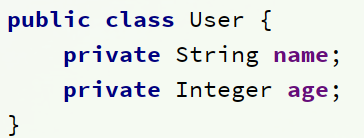 public class User {
    private String name;
    private Integer age;
}